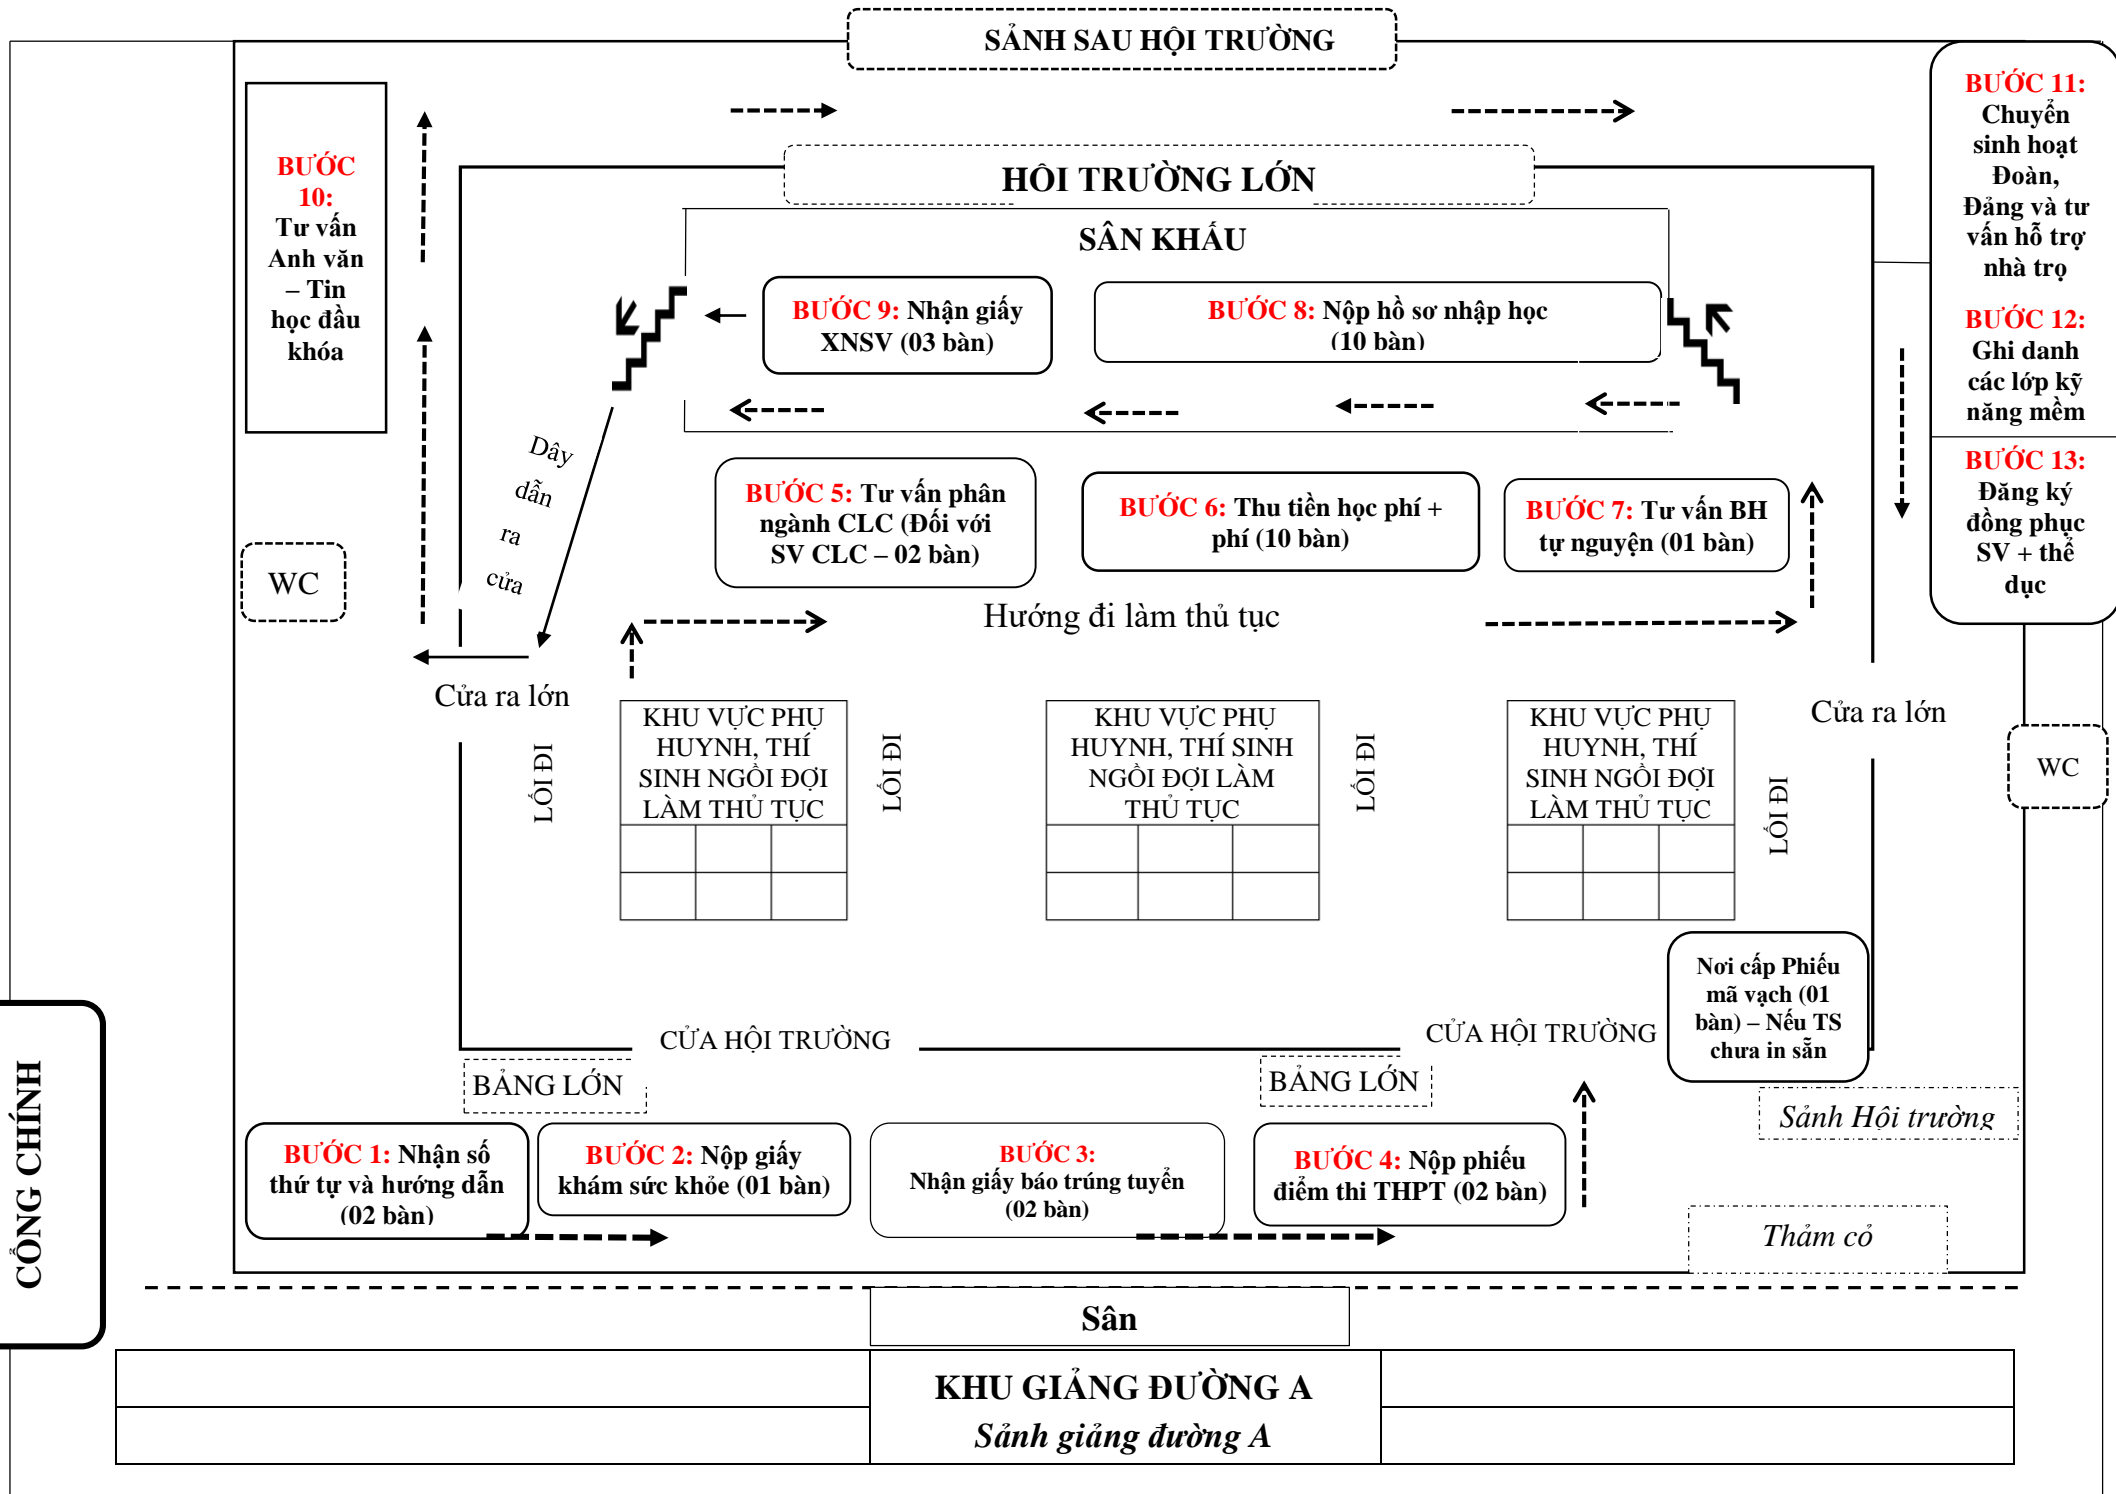 SẢNH SAU HỘI TRƯỜNG
BƯỚC
10:
Tư vấn
Anh văn
– Tin
học đầu
khóa
BƯỚC 11:
Chuyển
sinh hoạt
Đoàn,
Đảng và tư
vấn hỗ trợ
nhà trọ
BƯỚC 12:
Ghi danh
các lớp kỹ
năng mềm
BƯỚC 13:
Đăng ký
đồng phục
SV + thể
dục
HÔI TRƯỜNG LỚN
SÂN KHẤU
BƯỚC 9: Nhận giấy
XNSV (03 bàn)
BƯỚC 8: Nộp hồ sơ nhập học
(10 bàn)
Dây
dẫn
ra
cửa
BƯỚC 5: Tư vấn phân
ngành CLC (Đối với
SV CLC – 02 bàn)
BƯỚC 6: Thu tiền học phí +
phí (10 bàn)
BƯỚC 7: Tư vấn BH
tự nguyện (01 bàn)
WC
Hướng đi làm thủ tục
Cửa ra lớn
Cửa ra lớn
WC
LỐI ĐI
KHU VỰC PHỤ
HUYNH, THÍ
SINH NGỒI ĐỢI
LÀM THỦ TỤC
LỐI ĐI
KHU VỰC PHỤ
HUYNH, THÍ SINH
NGỒI ĐỢI LÀM
THỦ TỤC
LỐI ĐI
KHU VỰC PHỤ
HUYNH, THÍ
SINH NGỒI ĐỢI
LÀM THỦ TỤC
LỐI ĐI
Nơi cấp Phiếu
mã vạch (01
bàn) – Nếu TS
chưa in sẵn
CỬA HỘI TRƯỜNG
CỬA HỘI TRƯỜNG
BẢNG LỚN
BẢNG LỚN
Sảnh Hội trường
CỔNG CHÍNH
BƯỚC 1: Nhận số
thứ tự và hướng dẫn
(02 bàn)
BƯỚC 2: Nộp giấy
khám sức khỏe (01 bàn)
BƯỚC 3:
Nhận giấy báo trúng tuyển
(02 bàn)
BƯỚC 4: Nộp phiếu
điểm thi THPT (02 bàn)
Thảm cỏ
Sân
KHU GIẢNG ĐƯỜNG A
Sảnh giảng đường A